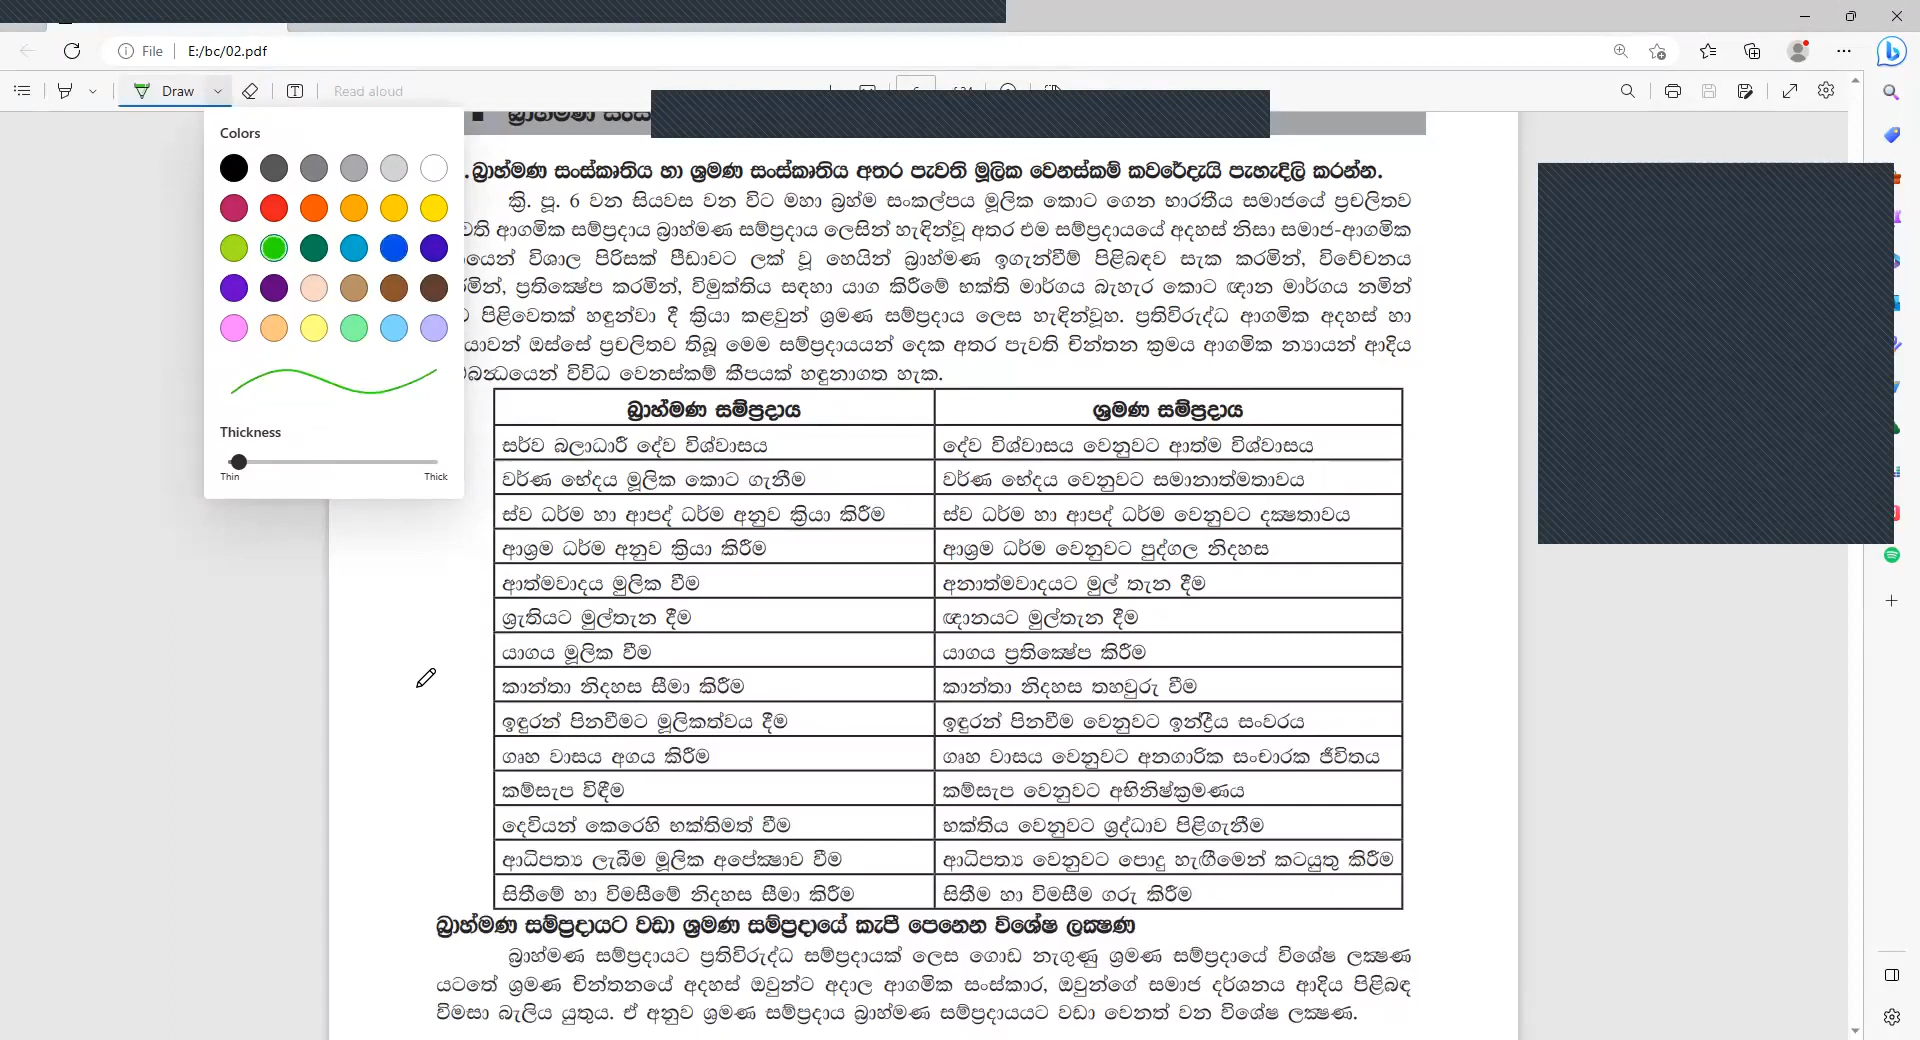 File E:/bc/02.pdf
Draw Read aloud
Colors
Thickness
Thin Thick
බ්‍රාහ්මණ සංස්කෘතිය හා ශ්‍රමණ සංස්කෘතිය අතර පැවති මූලික වෙනස්කම් කවරේදැයි පැහැදිලි කරන්න.
ක්‍රි. පූ. 6 වන සියවස වන විට මහා බ්‍රහ්ම සංකල්පය මූලික කොට ගෙන භාරතීය සමාජයේ ප්‍රචලිතව
ආගමික සම්ප්‍රදාය බ්‍රාහ්මණ සම්ප්‍රදාය ලෙසින් හැඳින්වූ අතර එම සම්ප්‍රදායයේ අදහස් නිසා සමාජ-ආගමික
විශාල පිරිසක් පීඩාවට ලක් වූ හෙයින් බ්‍රාහ්මණ ඉගැන්වීම් පිළිබඳව සැක කරමින්, විවේචනය
ප්‍රතික්‍ෂේප කරමින්, විමුක්තිය සඳහා යාග කිරීමේ භක්ති මාර්ගය බැහැර කොට ඥාන මාර්ගය නමින්
පිළිවෙතක් හඳුන්වා දී ක්‍රියා කළවුන් ශ්‍රමණ සම්ප්‍රදාය ලෙස හැඳින්වූහ. ප්‍රතිවිරුද්ධ ආගමික අදහස් හා
ඔස්සේ ප්‍රචලිතව තිබූ මෙම සම්ප්‍රදායයන් දෙක අතර පැවති චින්තන ක්‍රමය ආගමික න්‍යායන් ආදිය
විවිධ වෙනස්කම් කීපයක් හඳුනාගත හැක.
බ්‍රාහ්මණ සම්ප්‍රදාය ශ්‍රමණ සම්ප්‍රදාය
සර්ව බලාධාරී දේව විශ්වාසය දේව විශ්වාසය වෙනුවට ආත්ම විශ්වාසය
වර්ණ භේදය මූලික කොට ගැනීම වර්ණ භේදය වෙනුවට සමානාත්මතාවය
ස්ව ධර්ම හා ආපද් ධර්ම අනුව ක්‍රියා කිරීම ස්ව ධර්ම හා ආපද් ධර්ම වෙනුවට දක්‍ෂතාවය
ආශ්‍රම ධර්ම අනුව ක්‍රියා කිරීම ආශ්‍රම ධර්ම වෙනුවට පුද්ගල නිදහස
ආත්මවාදය මුලික වීම අනාත්මවාදයට මුල් තැන දීම
ශ්‍රැතියට මුල්තැන දීම ඥානයට මුල්තැන දීම
යාගය මූලික වීම යාගය ප්‍රතික්‍ෂේප කිරීම
කාන්තා නිදහස සීමා කිරීම කාන්තා නිදහස තහවුරු වීම
ඉඳුරන් පිනවීමට මූලිකත්වය දීම ඉඳුරන් පිනවීම වෙනුවට ඉන්ද්‍රීය සංවරය
ගෘහ වාසය අගය කිරීම ගෘහ වාසය වෙනුවට අනගාරික සංචාරක ජීවිතය
කම්සැප විඳීම කම්සැප වෙනුවට අභිනිෂ්ක්‍රමණය
දෙවියන් කෙරෙහි භක්තිමත් වීම භක්තිය වෙනුවට ශ්‍රද්ධාව පිළිගැනීම
ආධිපත්‍ය ලැබීම මූලික අපේක්‍ෂාව වීම ආධිපත්‍ය වෙනුවට පොදු හැඟීමෙන් කටයුතු කිරීම
සිතීමේ හා විමසීමේ නිදහස සීමා කිරීම සිතීම හා විමසීම ගරු කිරීම
බ්‍රාහ්මණ සම්ප්‍රදායට වඩා ශ්‍රමණ සම්ප්‍රදායේ කැපී පෙනෙන විශේෂ ලක්‍ෂණ
බ්‍රාහ්මණ සම්ප්‍රදායට ප්‍රතිවිරුද්ධ සම්ප්‍රදායක් ලෙස ගොඩ නැගුණු ශ්‍රමණ සම්ප්‍රදායේ විශේෂ ලක්‍ෂණ
යටතේ ශ්‍රමණ චින්තනයේ අදහස් ඔවුන්ට අදාල ආගමික සංස්කාර, ඔවුන්ගේ සමාජ දර්ශනය ආදිය පිළිබඳ
විමසා බැලිය යුතුය. ඒ අනුව ශ්‍රමණ සම්ප්‍රදාය බ්‍රාහ්මණ සම්ප්‍රදායයට වඩා වෙනත් වන විශේෂ ලක්‍ෂණ.